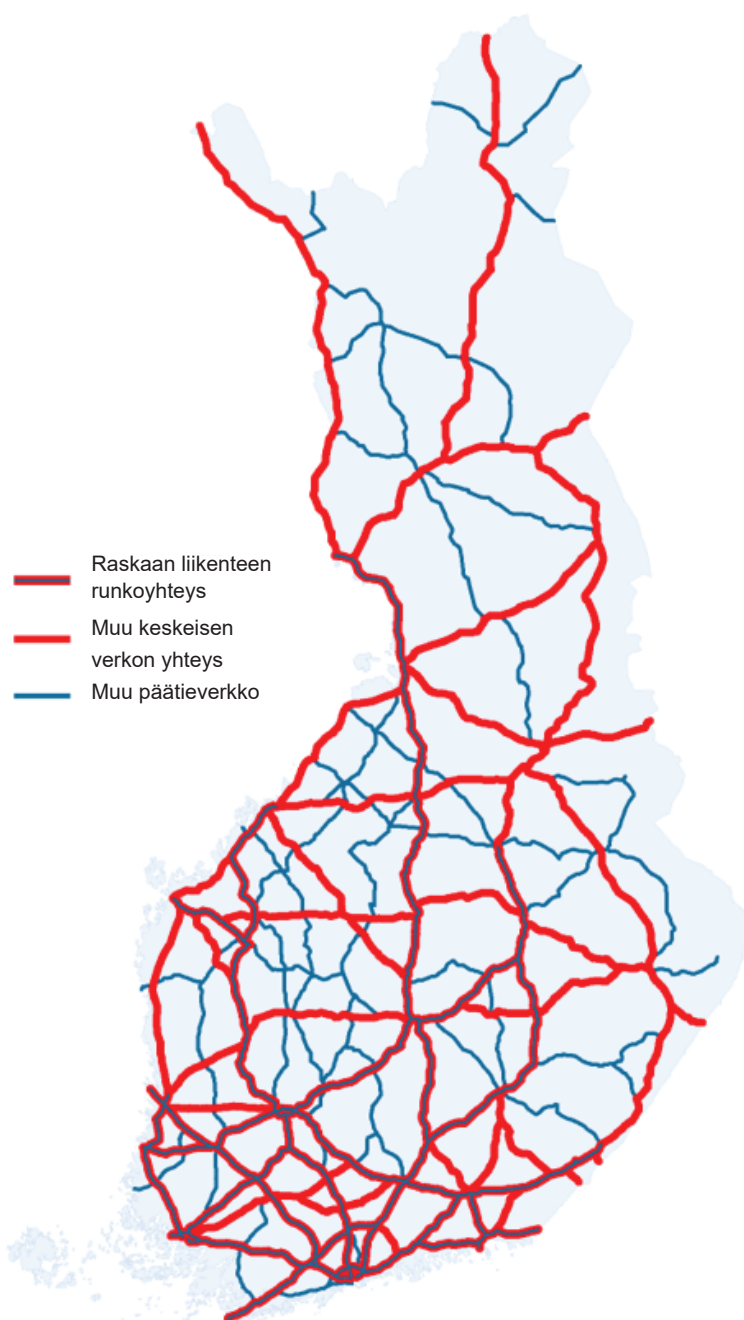 Raskaan liikenteen
runkoyhteys
Muu keskeisen
verkon yhteys
Muu päätieverkko